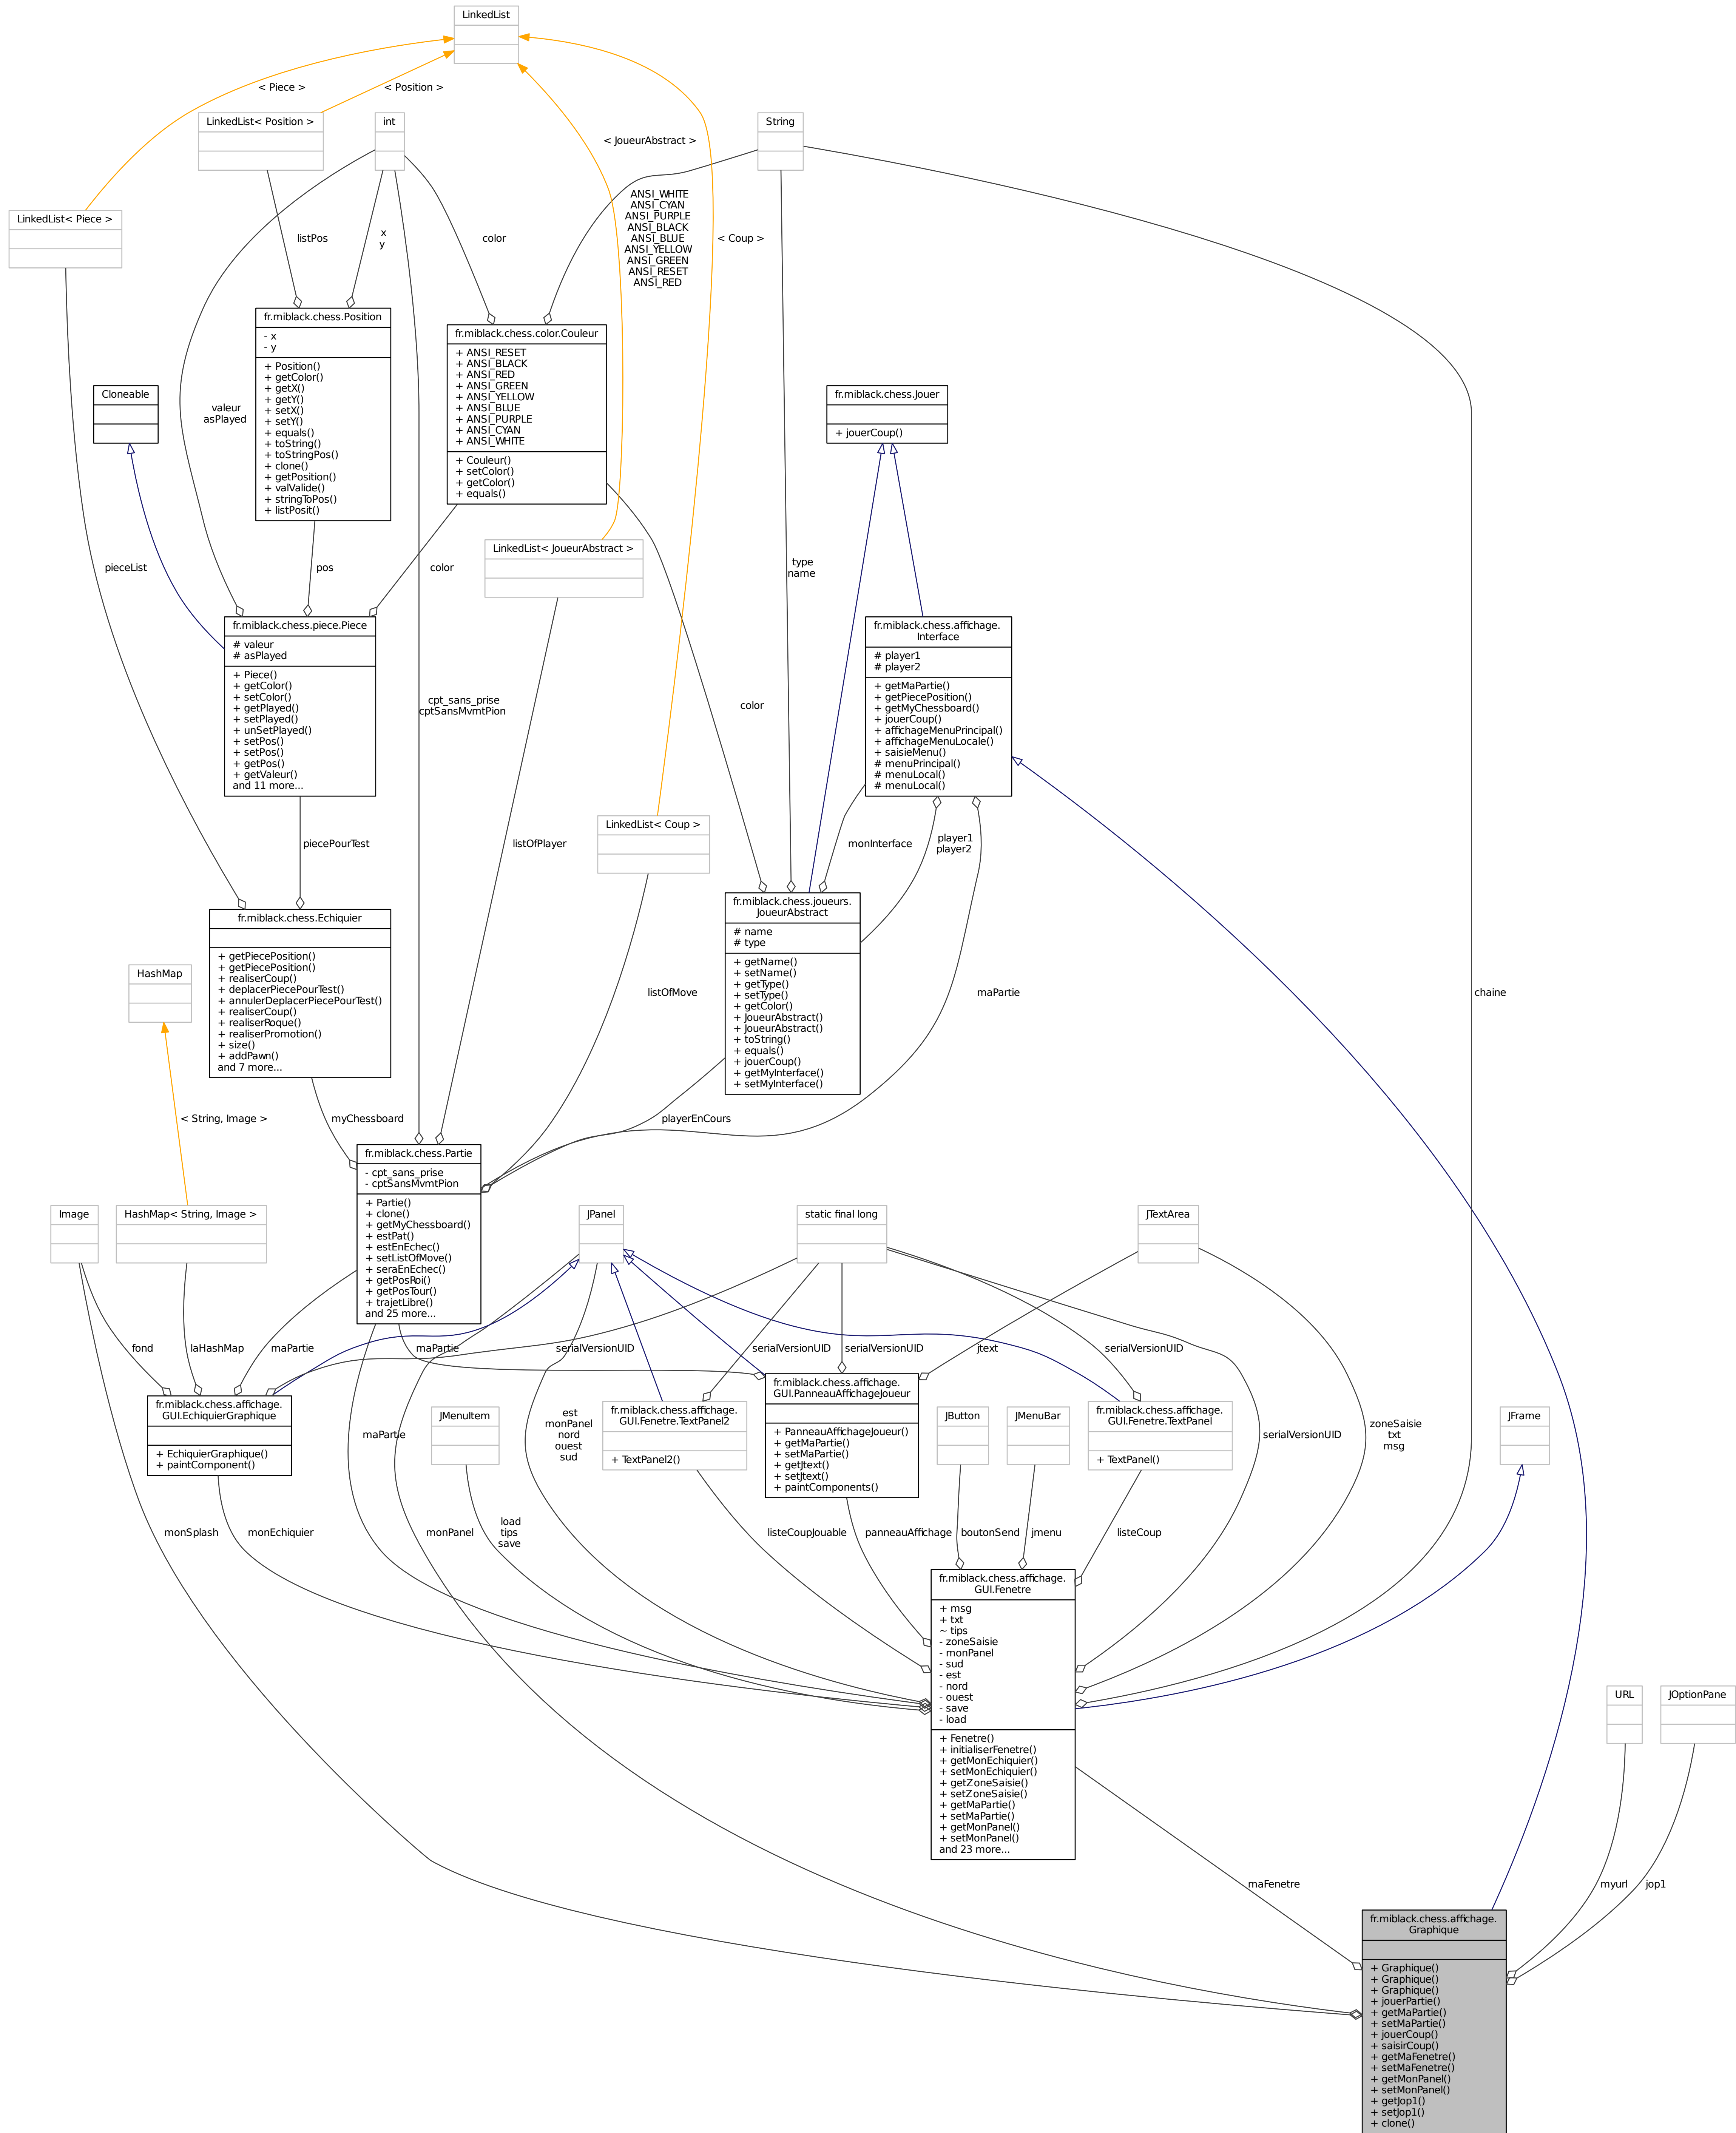 LinkedList
< Piece >
< Position >
LinkedList< Position >
int
String
< JoueurAbstract >
ANSI_WHITE
ANSI_CYAN
ANSI_PURPLE
ANSI_BLACK
ANSI_BLUE
ANSI_YELLOW
ANSI_GREEN
ANSI_RESET
ANSI_RED
LinkedList< Piece >
listPos
x
y
color
< Coup >
fr.miblack.chess.Position
- x
- y
+ Position()
+ getColor()
+ getX()
+ getY()
+ setX()
+ setY()
+ equals()
+ toString()
+ toStringPos()
+ clone()
+ getPosition()
+ valValide()
+ stringToPos()
+ listPosit()
fr.miblack.chess.color.Couleur
+ ANSI_RESET
+ ANSI_BLACK
+ ANSI_RED
+ ANSI_GREEN
+ ANSI_YELLOW
+ ANSI_BLUE
+ ANSI_PURPLE
+ ANSI_CYAN
+ ANSI_WHITE
+ Couleur()
+ setColor()
+ getColor()
+ equals()
Cloneable
valeur
asPlayed
fr.miblack.chess.Jouer
+ jouerCoup()
LinkedList< JoueurAbstract >
pieceList
pos
color
type
name
fr.miblack.chess.piece.Piece
# valeur
# asPlayed
+ Piece()
+ getColor()
+ setColor()
+ getPlayed()
+ setPlayed()
+ unSetPlayed()
+ setPos()
+ setPos()
+ getPos()
+ getValeur()
and 11 more...
fr.miblack.chess.affichage.
Interface
# player1
# player2
+ getMaPartie()
+ getPiecePosition()
+ getMyChessboard()
+ jouerCoup()
+ affichageMenuPrincipal()
+ affichageMenuLocale()
+ saisieMenu()
# menuPrincipal()
# menuLocal()
# menuLocal()
cpt_sans_prise
cptSansMvmtPion
color
LinkedList< Coup >
piecePourTest
listOfPlayer
monInterface
player1
player2
fr.miblack.chess.joueurs.
JoueurAbstract
# name
# type
+ getName()
+ setName()
+ getType()
+ setType()
+ getColor()
+ JoueurAbstract()
+ JoueurAbstract()
+ toString()
+ equals()
+ jouerCoup()
+ getMyInterface()
+ setMyInterface()
fr.miblack.chess.Echiquier
+ getPiecePosition()
+ getPiecePosition()
+ realiserCoup()
+ deplacerPiecePourTest()
+ annulerDeplacerPiecePourTest()
+ realiserCoup()
+ realiserRoque()
+ realiserPromotion()
+ size()
+ addPawn()
and 7 more...
HashMap
listOfMove
maPartie
chaine
< String, Image >
myChessboard
playerEnCours
fr.miblack.chess.Partie
- cpt_sans_prise
- cptSansMvmtPion
+ Partie()
+ clone()
+ getMyChessboard()
+ estPat()
+ estEnEchec()
+ setListOfMove()
+ seraEnEchec()
+ getPosRoi()
+ getPosTour()
+ trajetLibre()
and 25 more...
Image
HashMap< String, Image >
JPanel
static final long
JTextArea
fond
laHashMap
maPartie
maPartie
serialVersionUID
serialVersionUID
serialVersionUID
jtext
serialVersionUID
fr.miblack.chess.affichage.
GUI.EchiquierGraphique
+ EchiquierGraphique()
+ paintComponent()
maPartie
JMenuItem
est
monPanel
nord
ouest
sud
fr.miblack.chess.affichage.
GUI.Fenetre.TextPanel2
+ TextPanel2()
fr.miblack.chess.affichage.
GUI.PanneauAffichageJoueur
+ PanneauAffichageJoueur()
+ getMaPartie()
+ setMaPartie()
+ getJtext()
+ setJtext()
+ paintComponents()
JButton
JMenuBar
fr.miblack.chess.affichage.
GUI.Fenetre.TextPanel
+ TextPanel()
serialVersionUID
zoneSaisie
txt
msg
JFrame
monSplash
monEchiquier
monPanel
load
tips
save
listeCoupJouable
panneauAffichage
boutonSend
jmenu
listeCoup
fr.miblack.chess.affichage.
GUI.Fenetre
+ msg
+ txt
~ tips
- zoneSaisie
- monPanel
- sud
- est
- nord
- ouest
- save
- load
+ Fenetre()
+ initialiserFenetre()
+ getMonEchiquier()
+ setMonEchiquier()
+ getZoneSaisie()
+ setZoneSaisie()
+ getMaPartie()
+ setMaPartie()
+ getMonPanel()
+ setMonPanel()
and 23 more...
URL
JOptionPane
maFenetre
myurl
jop1
fr.miblack.chess.affichage.
Graphique
+ Graphique()
+ Graphique()
+ Graphique()
+ jouerPartie()
+ getMaPartie()
+ setMaPartie()
+ jouerCoup()
+ saisirCoup()
+ getMaFenetre()
+ setMaFenetre()
+ getMonPanel()
+ setMonPanel()
+ getJop1()
+ setJop1()
+ clone()